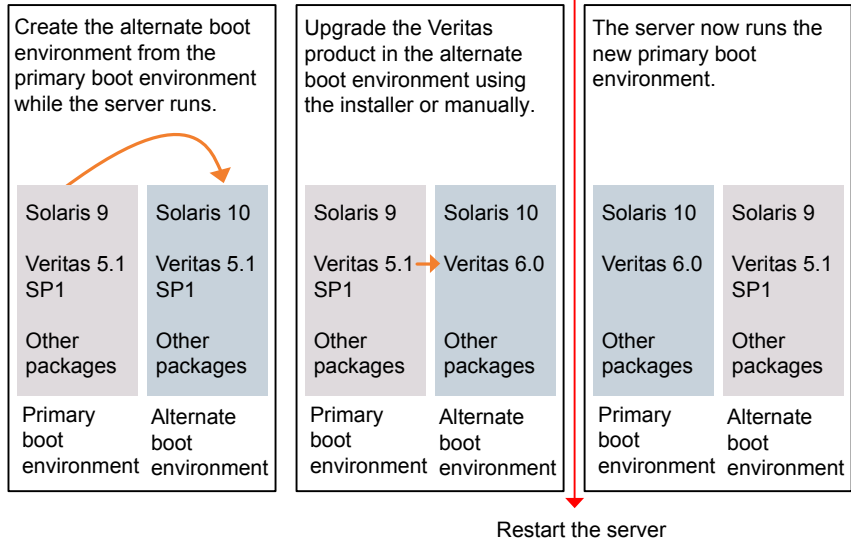 Create the alternate boot
environment from the
primary boot environment
while the server runs.
Solaris 9
Veritas 5.1
SP1
Other
packages
Primary
boot
environment
Solaris 10
Veritas 5.1
SP1
Other
packages
Alternate
boot
environment
Upgrade the Veritas
product in the alternate
boot environment using
the installer or manually.
Solaris 9
Veritas 5.1
SP1
Other
packages
Primary
boot
environment
Solaris 10
Veritas 6.0
Other
packages
Alternate
boot
environment
The server now runs the
new primary boot
environment.
Solaris 10
Veritas 6.0
Other
packages
Primary
boot
environment
Solaris 9
Veritas 5.1
SP1
Other
packages
Alternate
boot
environment
Restart the server